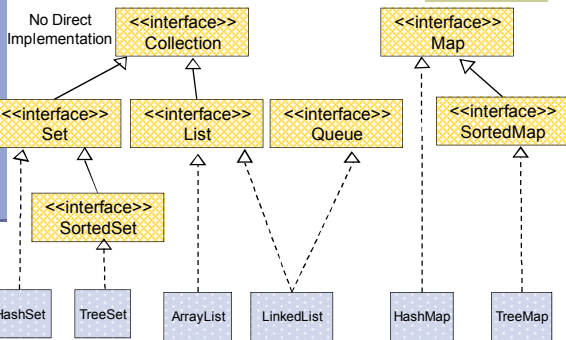 No Direct
Implementation
<<interface>>
Collection
<<interface>>
Map
<<interface>>
Set
<<interface>>
List
<<interface>>
Queue
<<interface>>
SortedMap
<<interface>>
SortedSet
HashSet
TreeSet
ArrayList
LinkedList
HashMap
TreeMap